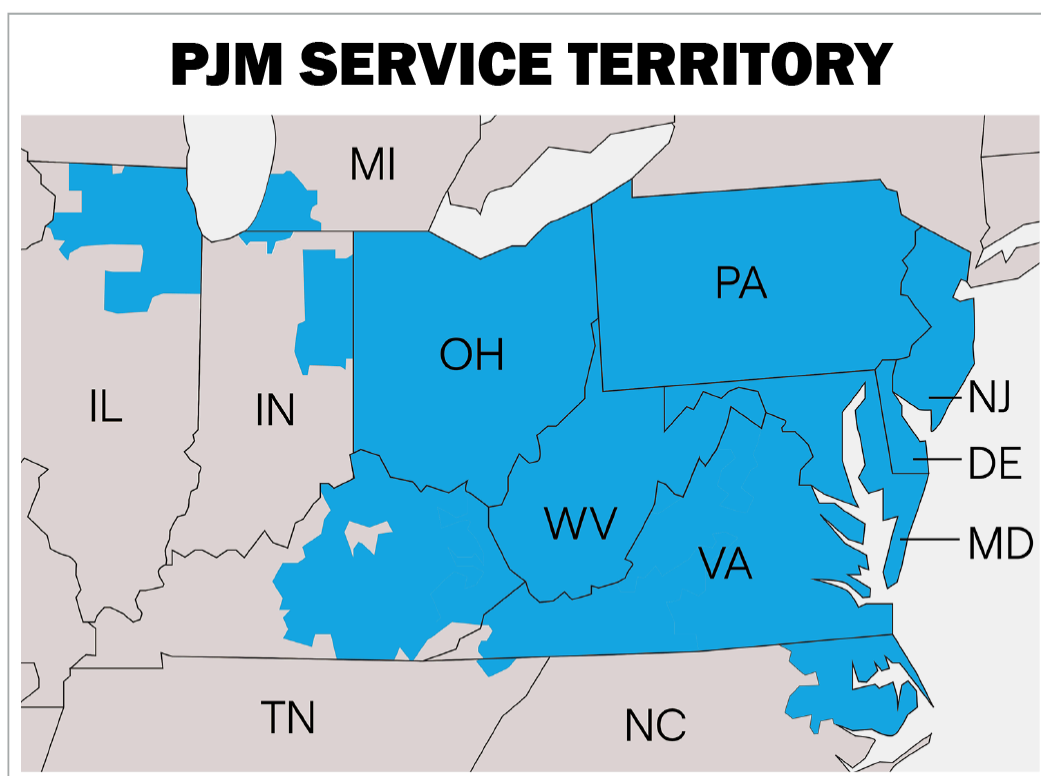 PJM SERVICE TERRITORY
MI
PA
OH
IL
IN
NJ
DE
WV
MD
VA
TN
NC